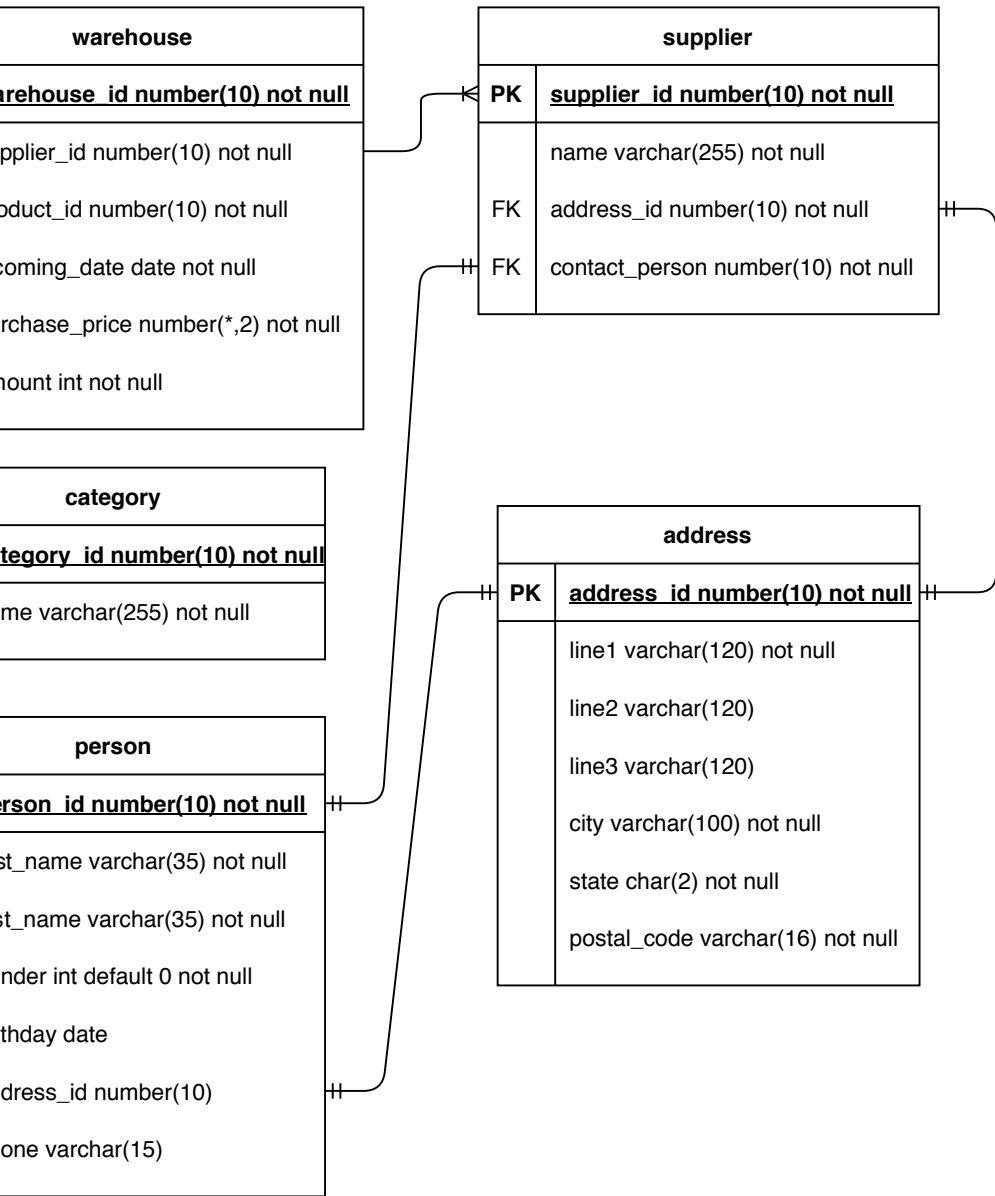 warehouse
arehouse_id number(10) not null
pplier_id number(10) not null
oduct_id number(10) not null
coming_date date not null
rchase_price number(*,2) not null
mount int not null
supplier
PK supplier_id number(10) not null
name varchar(255) not null
FK address_id number(10) not null
FK contact_person number(10) not null
category
tegory_id number(10) not null
me varchar(255) not null
address
PK address_id number(10) not null
line1 varchar(120) not null
line2 varchar(120)
line3 varchar(120)
city varchar(100) not null
state char(2) not null
postal_code varchar(16) not null
person
erson_id number(10) not null
st_name varchar(35) not null
st_name varchar(35) not null
nder int default 0 not null
thday date
dress_id number(10)
one varchar(15)